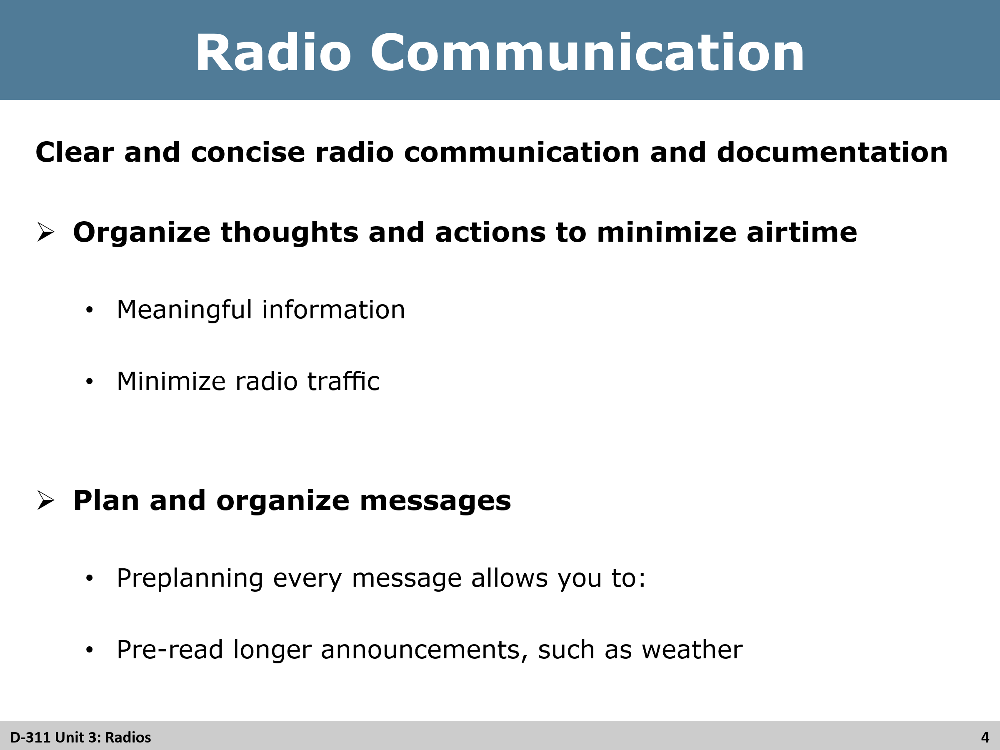 Radio Communication
Clear and concise radio communication and documentation
➢ Organize thoughts and actions to minimize airtime
• Meaningful information
• Minimize radio traffic
➢ Plan and organize messages
• Preplanning every message allows you to:
• Pre-read longer announcements, such as weather
D-311 Unit 3: Radios 4